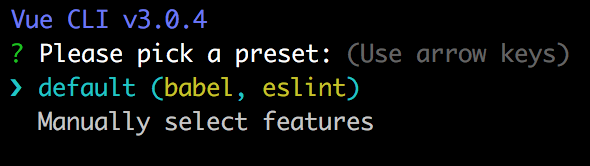 Vue CLI v3.0.4
? Please pick a preset: (Use arrow keys)
❯ default (babel, eslint)
Manually select features